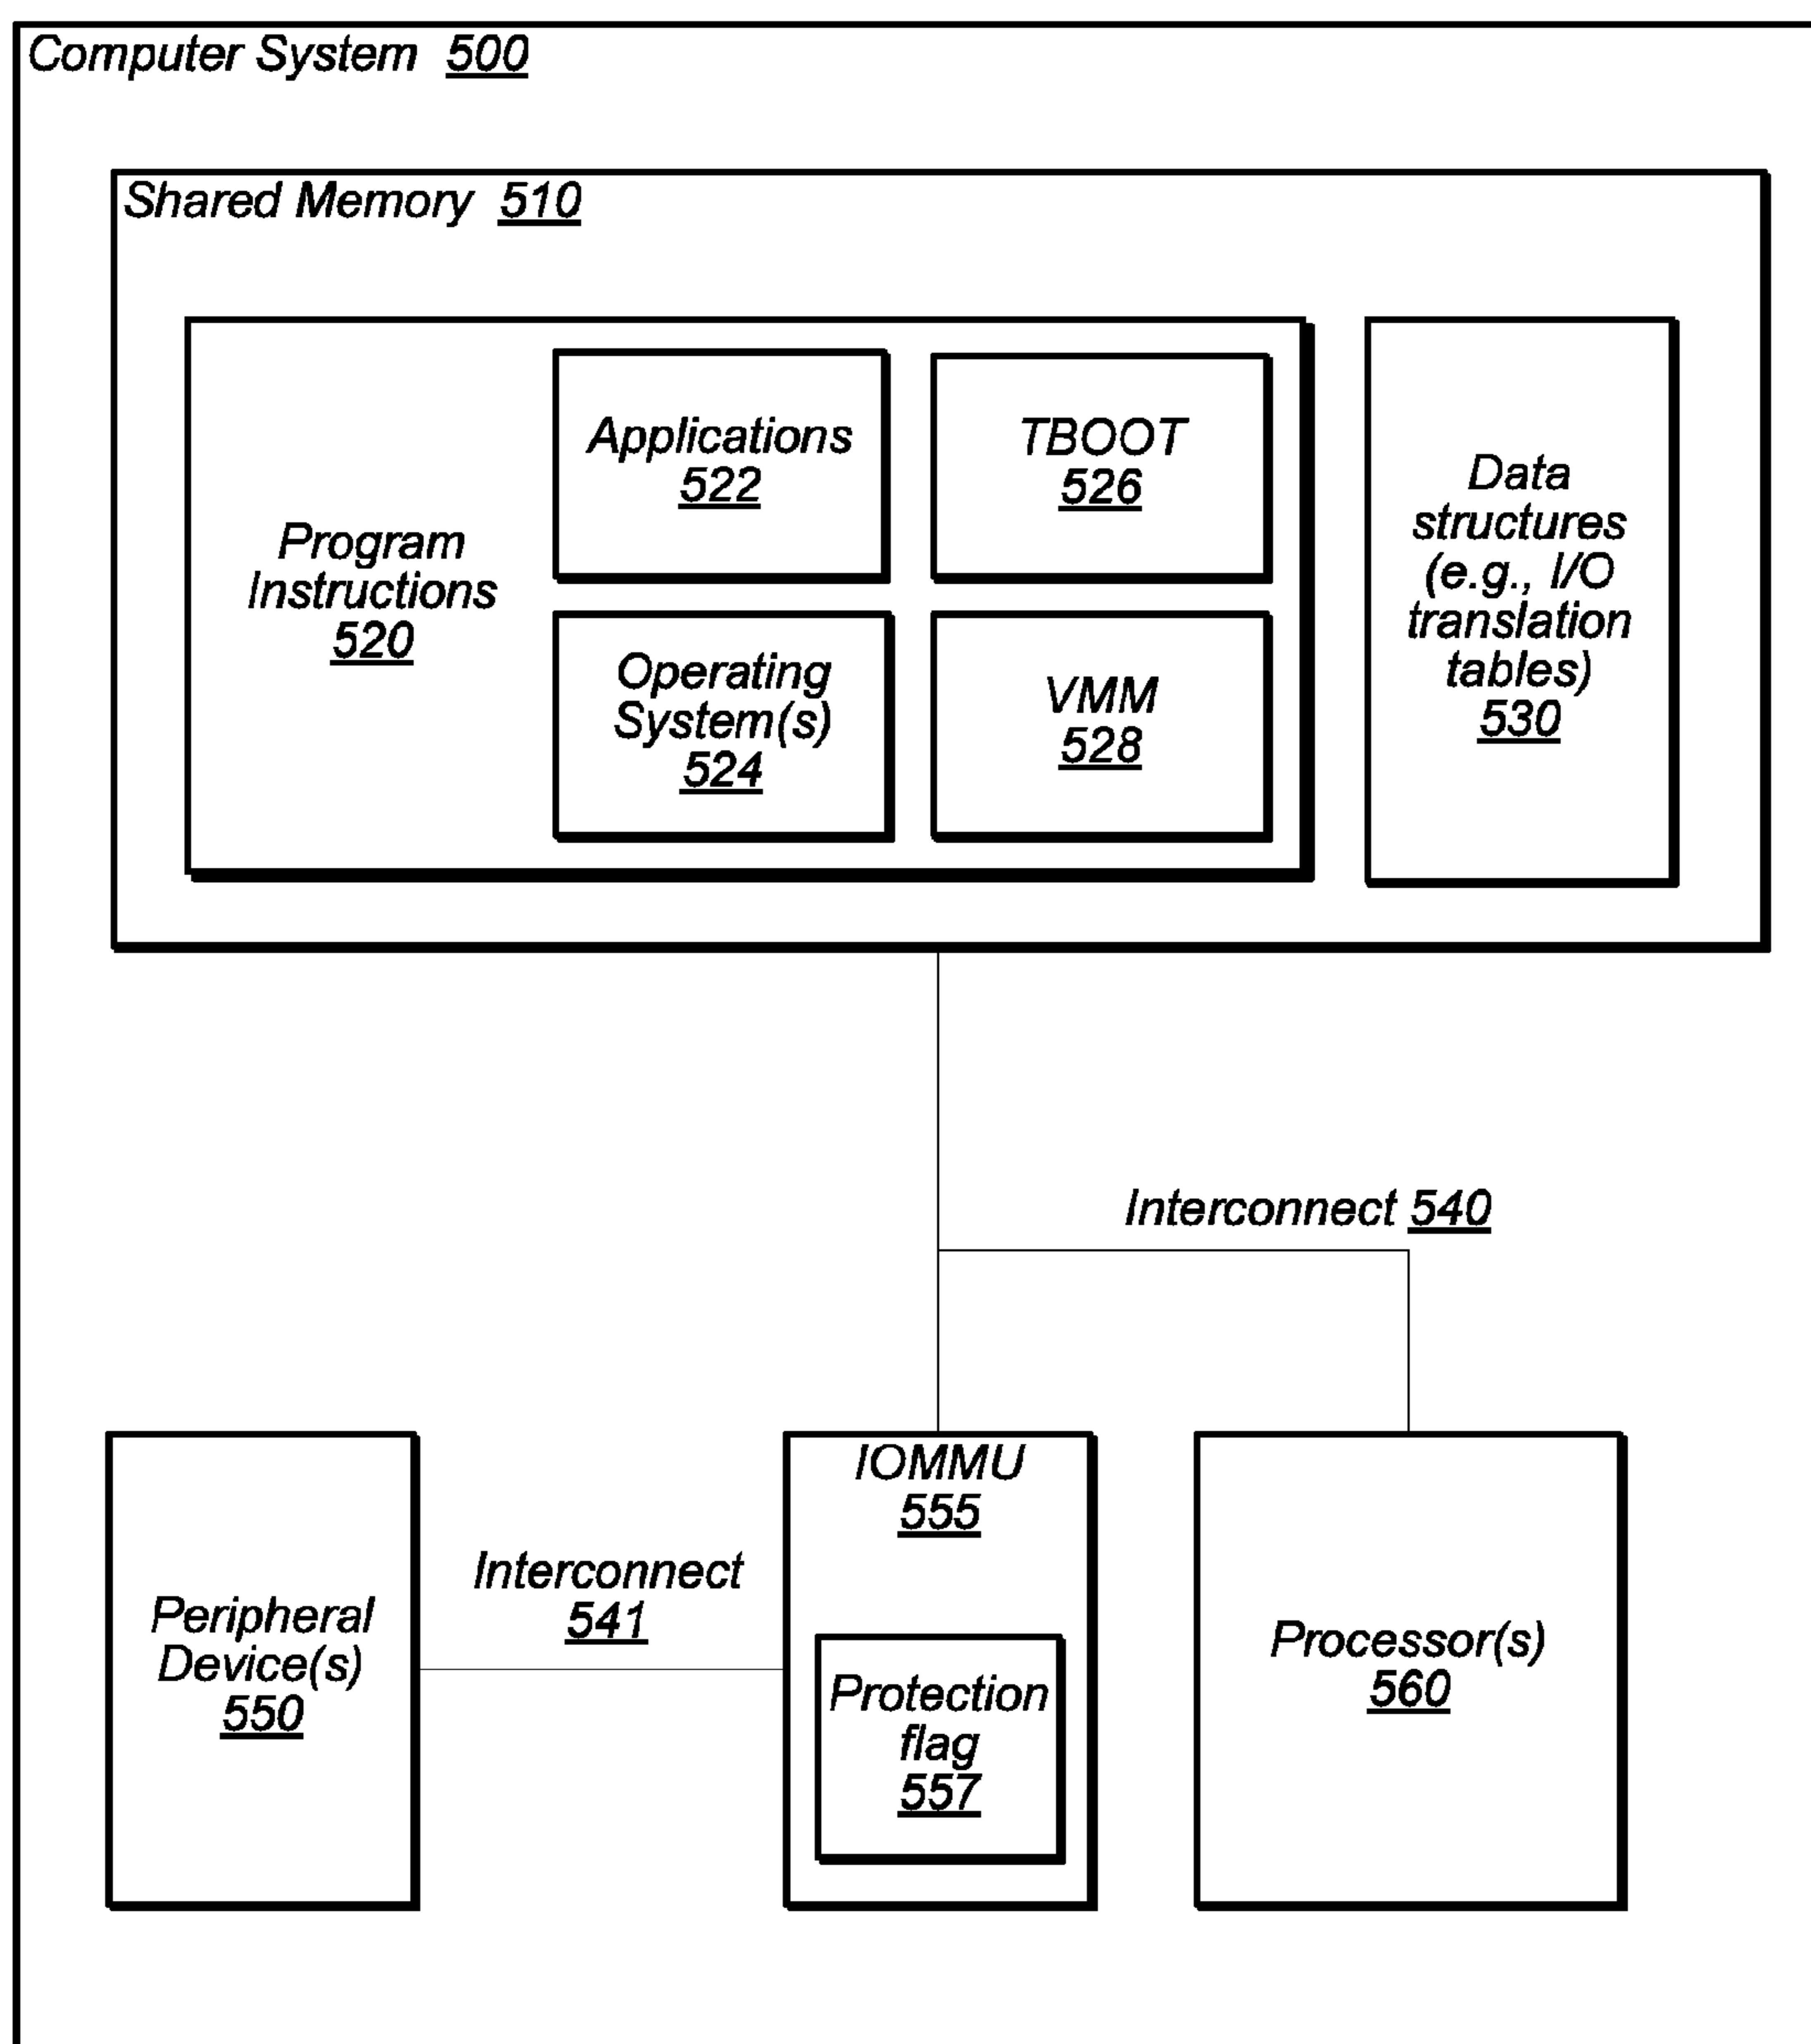 Computer System 500
Shared Memory 510
Program
Instructions
520
Applications
522
TBOOT
526
Operating
System(s)
524
VMM
528
Data
structures
(e.g., I/O
translation
tables)
530
Interconnect 540
Peripheral
Device(s)
550
Interconnect
541
IOMMU
555
Protection
flag
557
Processor(s)
560